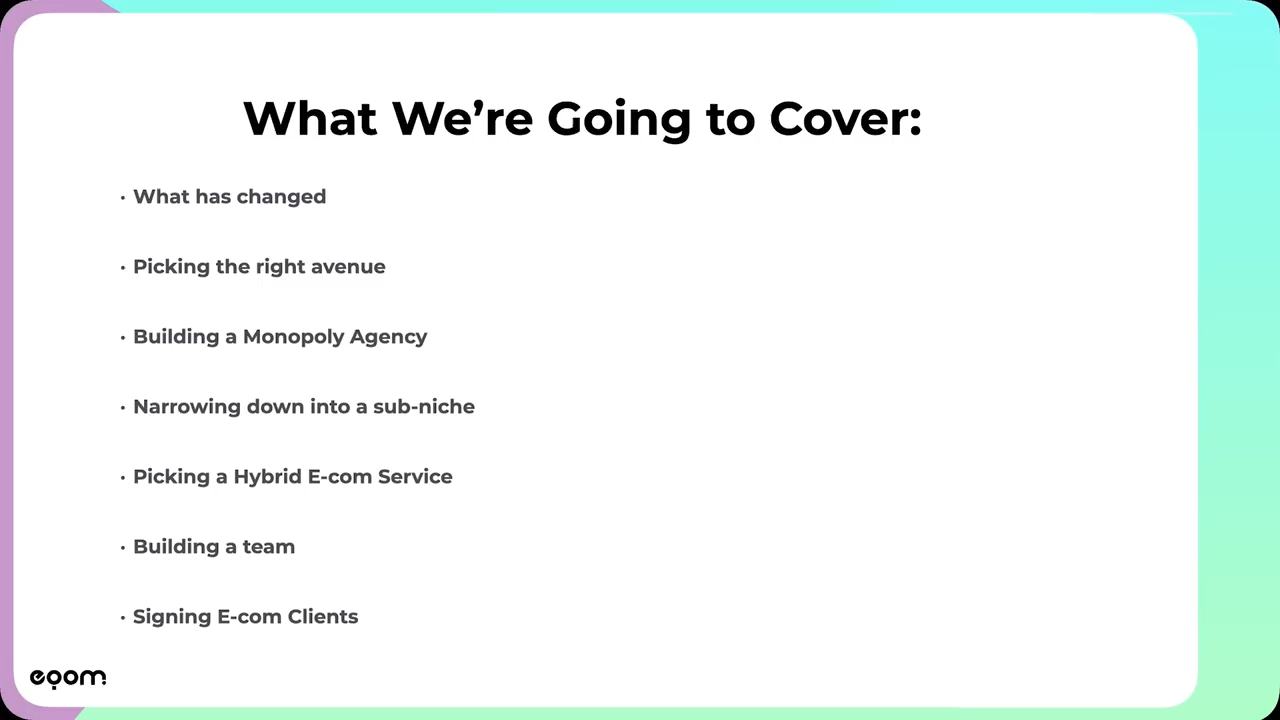 What We’re Going to Cover:
· What has changed
· Picking the right avenue
· Building a Monopoly Agency
· Narrowing down into a sub-niche
· Picking a Hybrid E-com Service
· Building a team
· Signing E-com Clients
eqom